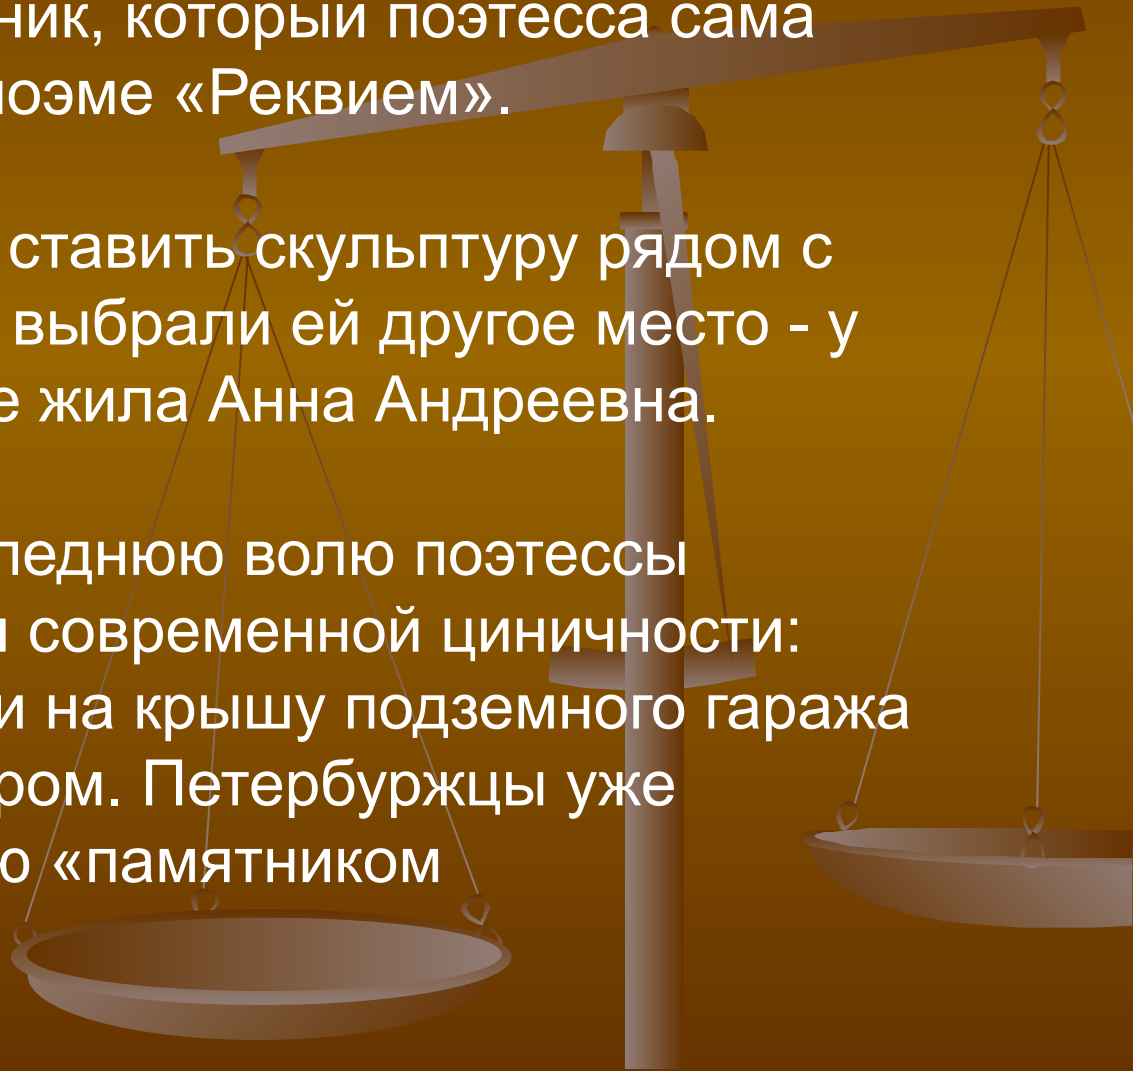 ник, который поэтесса сама
поэме «Реквием».
ставить скульптуру рядом с
выбрали ей другое место - у
е жила Анна Андреевна.
леднюю волю поэтессы
и современной циничности:
и на крышу подземного гаража
ром. Петербуржцы уже
ю «памятником